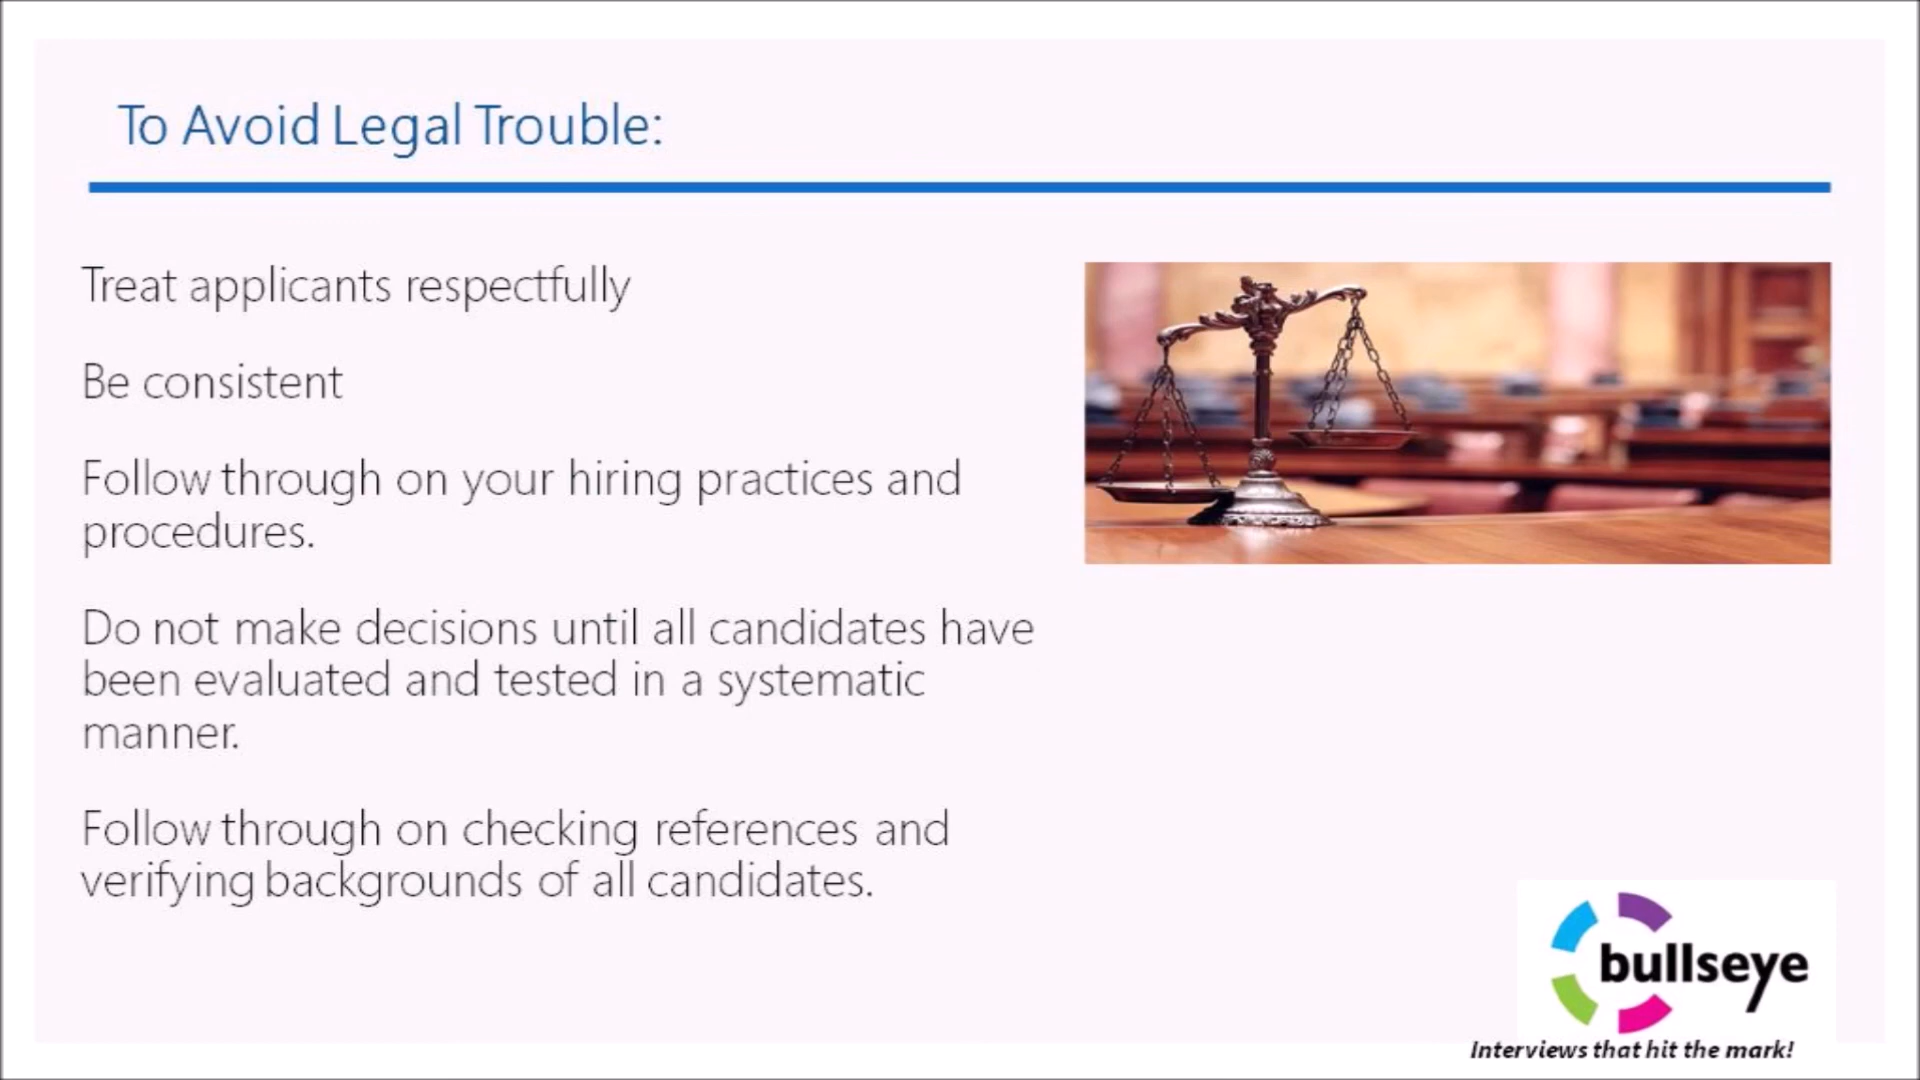 To Avoid Legal Trouble:
Treat applicants respectfully
Be consistent
Follow through on your hiring practices and
procedures.
Do not make decisions until all candidates have
been evaluated and tested in a systematic
manner.
Follow through on checking references and
verifying backgrounds of all candidates.
bullseye
Interviews that hit the mark!